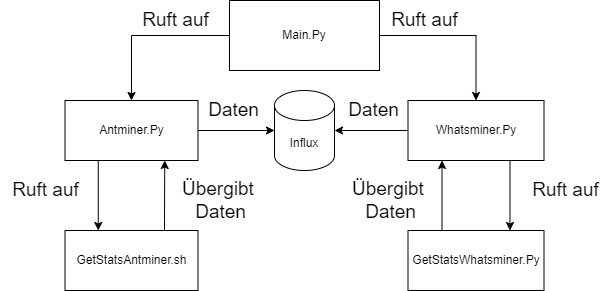 Ruft auf
Main.Py
Ruft auf
Antminer.Py
Daten
Influx
Daten
Whatsminer.Py
Ruft auf
Übergibt
Daten
Übergibt
Daten
Ruft auf
GetStatsAntminer.sh
GetStatsWhatsminer.Py